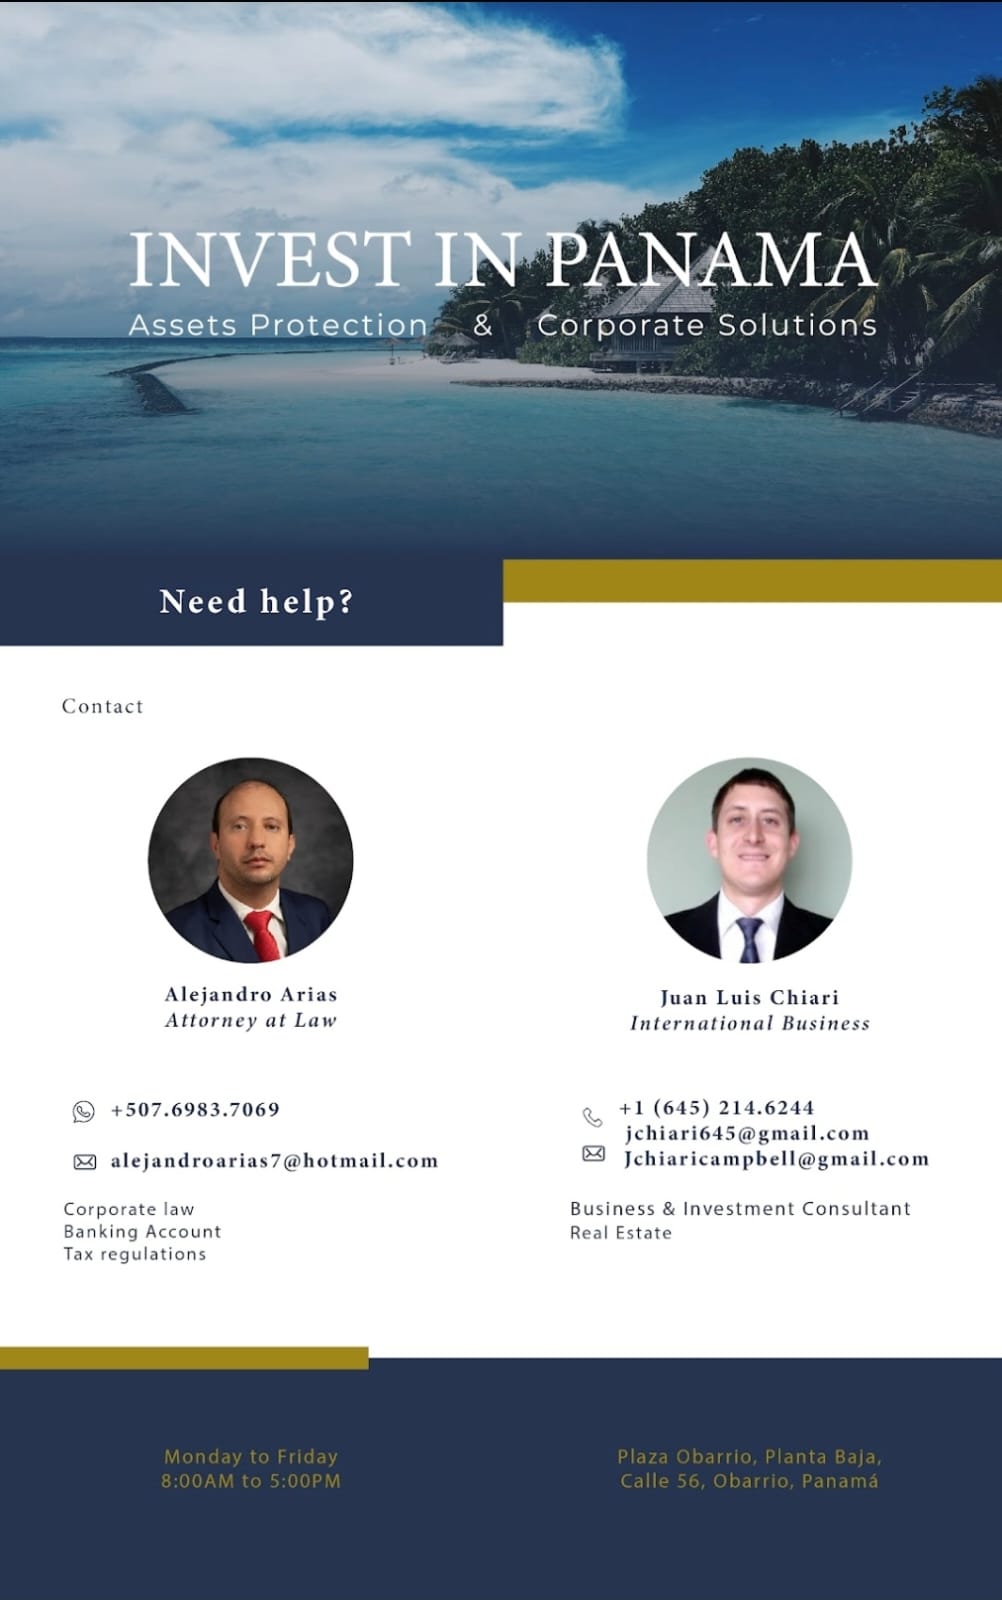 INVEST IN PANAMA
Assets Protection & Corporate Solutions
Need help?
Contact
Alejandro Arias
Attorney at Law
+507.6983.7069
alejandroarias7@hotmail.com
Corporate law
Banking Account
Tax regulations
Juan Luis Chiari
International Business
+1 (645) 214.6244
jchiari645@gmail.com
Jchiaricampbell@gmail.com
Business & Investment Consultant
Real Estate
Monday to Friday
8:00AM to 5:00PM
Plaza Obarrio, Planta Baja,
Calle 56, Obarrio, Panamá